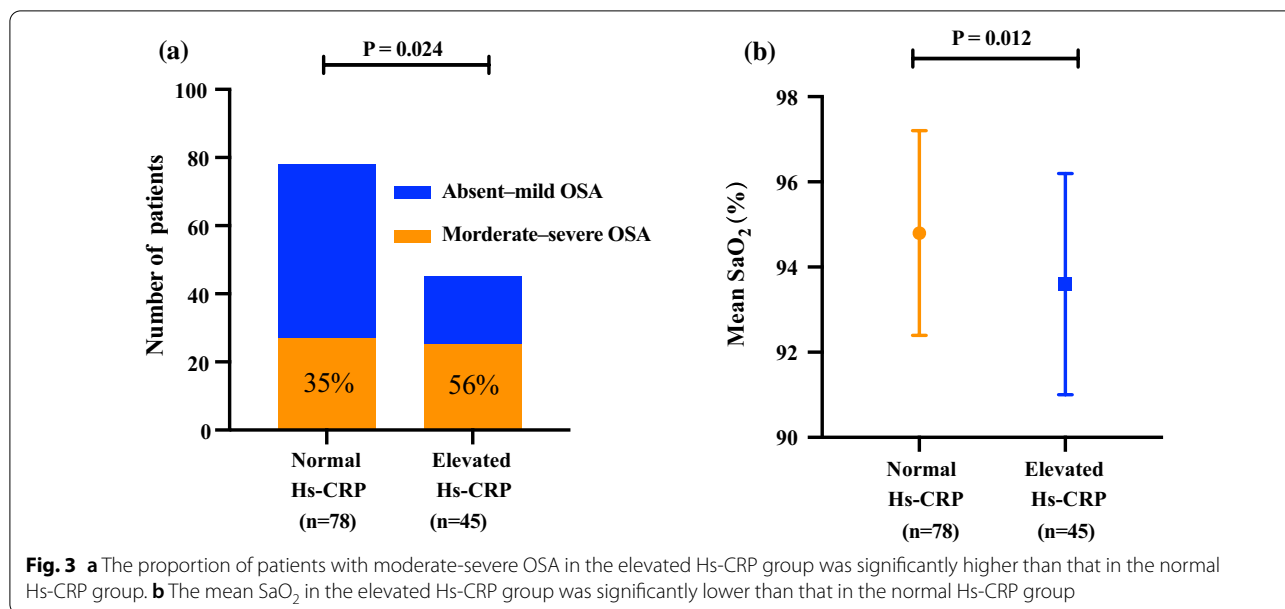 (a)
P = 0.024
Number of patients
100
80
60
40
20
0
Absent–mild OSA
Morderate–severe OSA
35%
56%
Normal
Hs-CRP
(n=78)
Elevated
Hs-CRP
(n=45)
(b)
P = 0.012
Mean SaO₂ (%)
98
96
94
92
90
Normal
Hs-CRP
(n=78)
Elevated
Hs-CRP
(n=45)
Fig. 3 a The proportion of patients with moderate-severe OSA in the elevated Hs-CRP group was significantly higher than that in the normal
Hs-CRP group. b The mean SaO₂ in the elevated Hs-CRP group was significantly lower than that in the normal Hs-CRP group